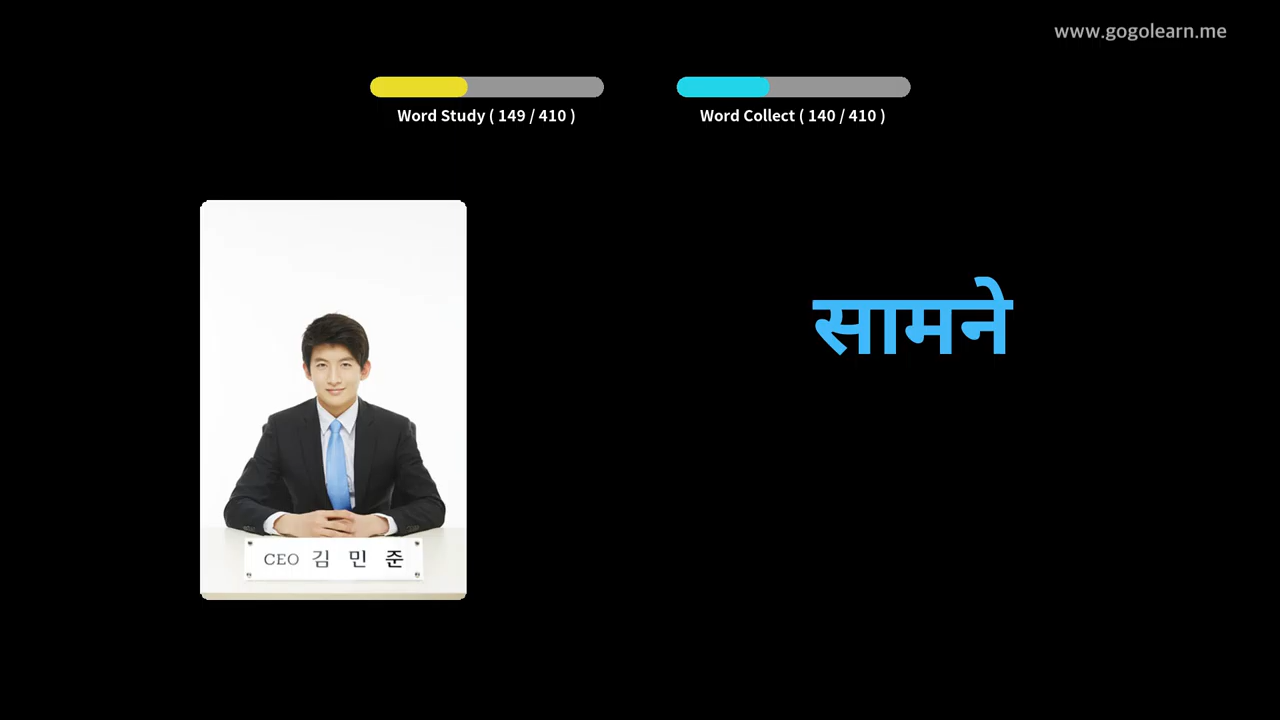 www.gogolearn.me
Word Study ( 149 / 410 )
Word Collect ( 140 / 410 )
सामने
CEO 김 민 준